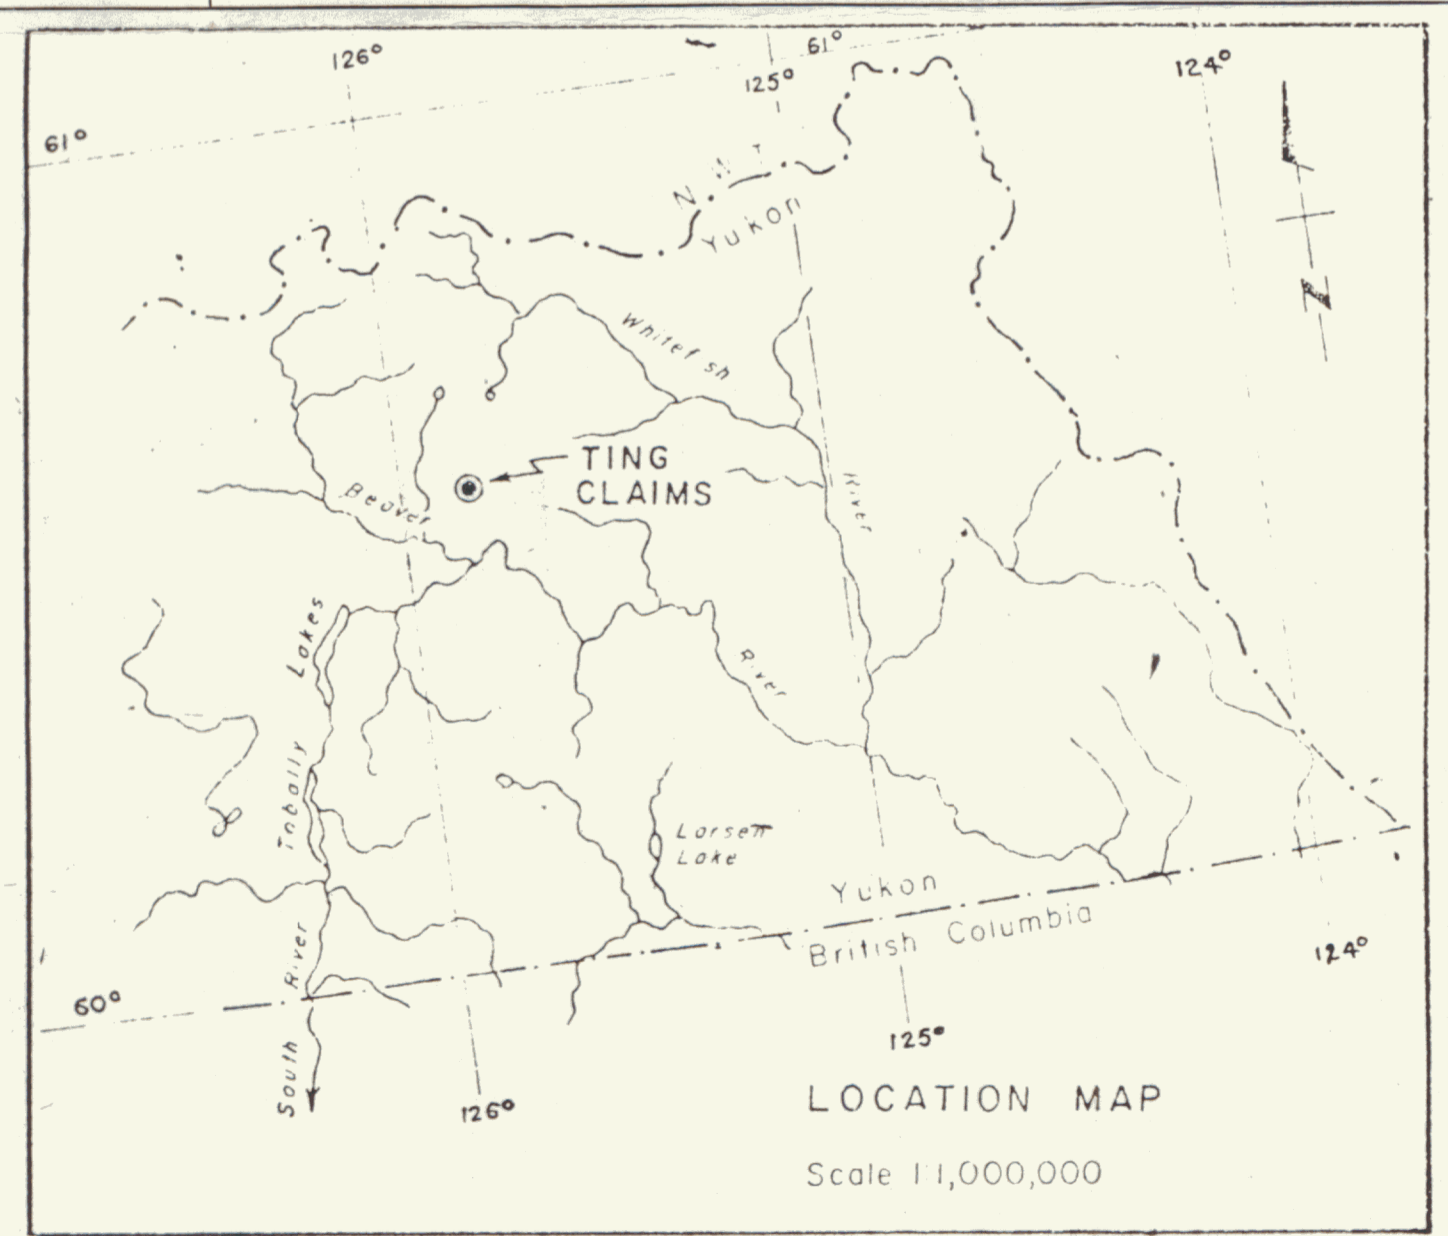 126°
125°
61°
124°
61°
N W T
Yukon
N
Whitefish
TING
CLAIMS
Beaver
River
Lakes
River
Toobally
Larsen
Lake
Yukon
British Columbia
River
60°
124°
125°
South
126°
LOCATION MAP
Scale 1:1,000,000